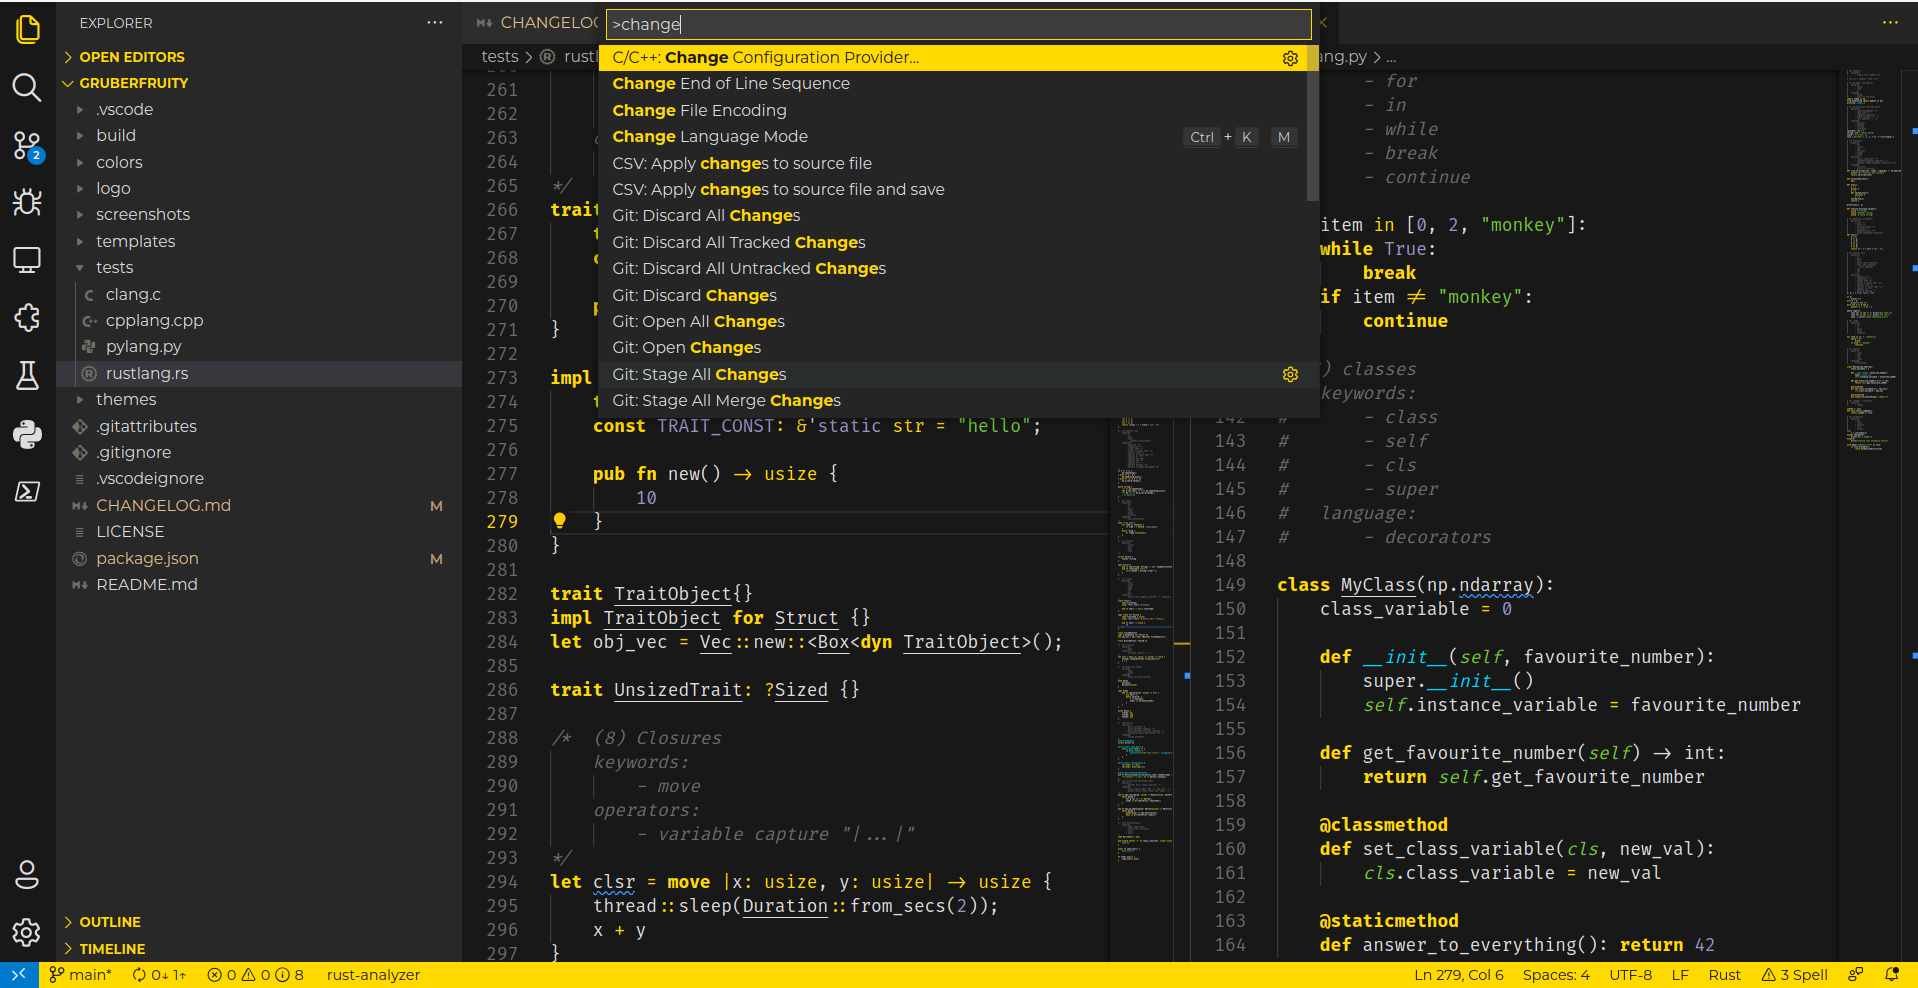 EXPLORER
OPEN EDITORS
GRUBERFRUITY
.vscode
build
colors
logo
screenshots
templates
tests
clang.c
cpplang.cpp
pylang.py
rustlang.rs
themes
.gitattributes
.gitignore
.vscodeignore
CHANGELOG.md M
LICENSE
package.json M
README.md
OUTLINE
TIMELINE
2
CHANGELOG
>change
C/C++: Change Configuration Provider...
Change End of Line Sequence
Change File Encoding
Change Language Mode Ctrl + K M
CSV: Apply changes to source file
CSV: Apply changes to source file and save
Git: Discard All Changes
Git: Discard All Tracked Changes
Git: Discard All Untracked Changes
Git: Discard Changes
Git: Open All Changes
Git: Open Changes
Git: Stage All Changes
Git: Stage All Merge Changes
tests > rustl
261
262
263
264
265 */
266 trait
267
268
269
270
271 }
272
273 impl
274
275 const TRAIT_CONST: &'static str = "hello";
276
277 pub fn new() -> usize {
278 10
279 }
280 }
281
282 trait TraitObject{}
283 impl TraitObject for Struct {}
284 let obj_vec = Vec::new::<Box<dyn TraitObject>();
285
286 trait UnsizedTrait: ?Sized {}
287
288 /* (8) Closures
289 keywords:
290 - move
291 operators:
292 - variable capture "|...|"
293 */
294 let clsr = move |x: usize, y: usize| -> usize {
295 thread::sleep(Duration::from_secs(2));
296 x + y
297 }
ng.py > ...
- for
- in
- while
- break
- continue
item in [0, 2, "monkey"]:
while True:
break
if item != "monkey":
continue
) classes
keywords:
142 # - class
143 # - self
144 # - cls
145 # - super
146 # language:
147 # - decorators
148
149 class MyClass(np.ndarray):
150 class_variable = 0
151
152 def __init__(self, favourite_number):
153 super.__init__()
154 self.instance_variable = favourite_number
155
156 def get_favourite_number(self) -> int:
157 return self.get_favourite_number
158
159 @classmethod
160 def set_class_variable(cls, new_val):
161 cls.class_variable = new_val
162
163 @staticmethod
164 def answer_to_everything(): return 42
main* 0↓ 1↑ 0 0 8 rust-analyzer Ln 279, Col 6 Spaces: 4 UTF-8 LF Rust 3 Spell